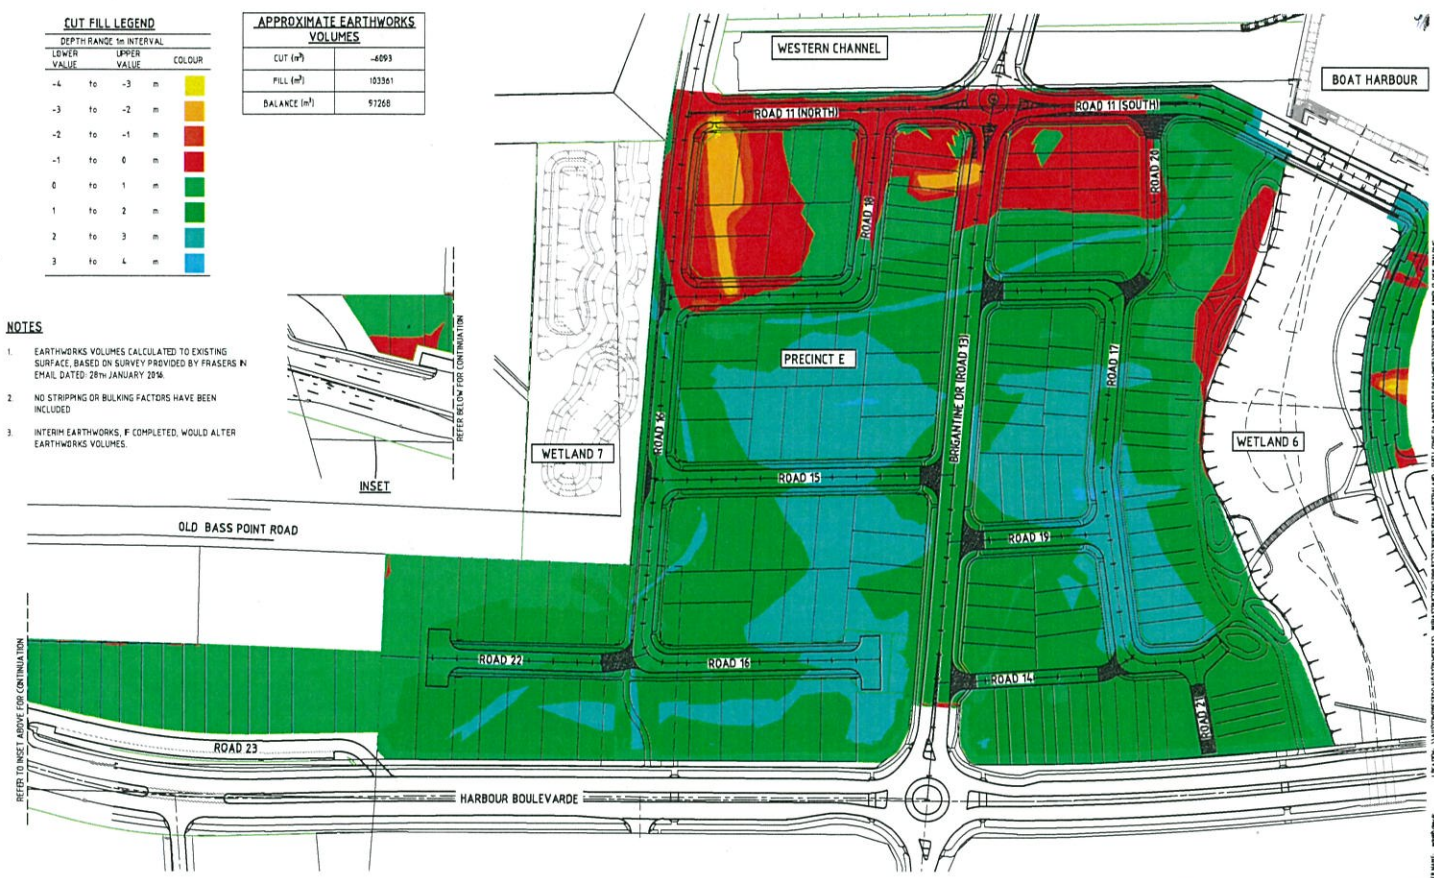 CUT FILL LEGEND
DEPTH RANGE 1m INTERVAL
LOWER VALUE UPPER VALUE COLOUR
-4 to -3 m
-3 to -2 m
-2 to -1 m
-1 to 0 m
0 to 1 m
1 to 2 m
2 to 3 m
3 to 4 m
APPROXIMATE EARTHWORKS
VOLUMES
CUT (m³) -6093
FILL (m³) 103361
BALANCE (m³) 97268
NOTES
1. EARTHWORKS VOLUMES CALCULATED TO EXISTING
SURFACE, BASED ON SURVEY PROVIDED BY FRASERS IN
EMAIL DATED: 28TH JANUARY 2016.
2. NO STRIPPING OR BULKING FACTORS HAVE BEEN
INCLUDED
3. INTERIM EARTHWORKS, IF COMPLETED, WOULD ALTER
EARTHWORKS VOLUMES.
REFER BELOW FOR CONTINUATION
INSET
WESTERN CHANNEL
BOAT HARBOUR
ROAD 11 (NORTH)
ROAD 11 (SOUTH)
ROAD 20
ROAD 18
PRECINCT E
BRIGANTINE DR (ROAD 13)
ROAD 17
ROAD 16
WETLAND 7
WETLAND 6
ROAD 15
OLD BASS POINT ROAD
ROAD 19
ROAD 22
ROAD 16
ROAD 14
ROAD 21
REFER TO INSET ABOVE FOR CONTINUATION
ROAD 23
HARBOUR BOULEVARDE